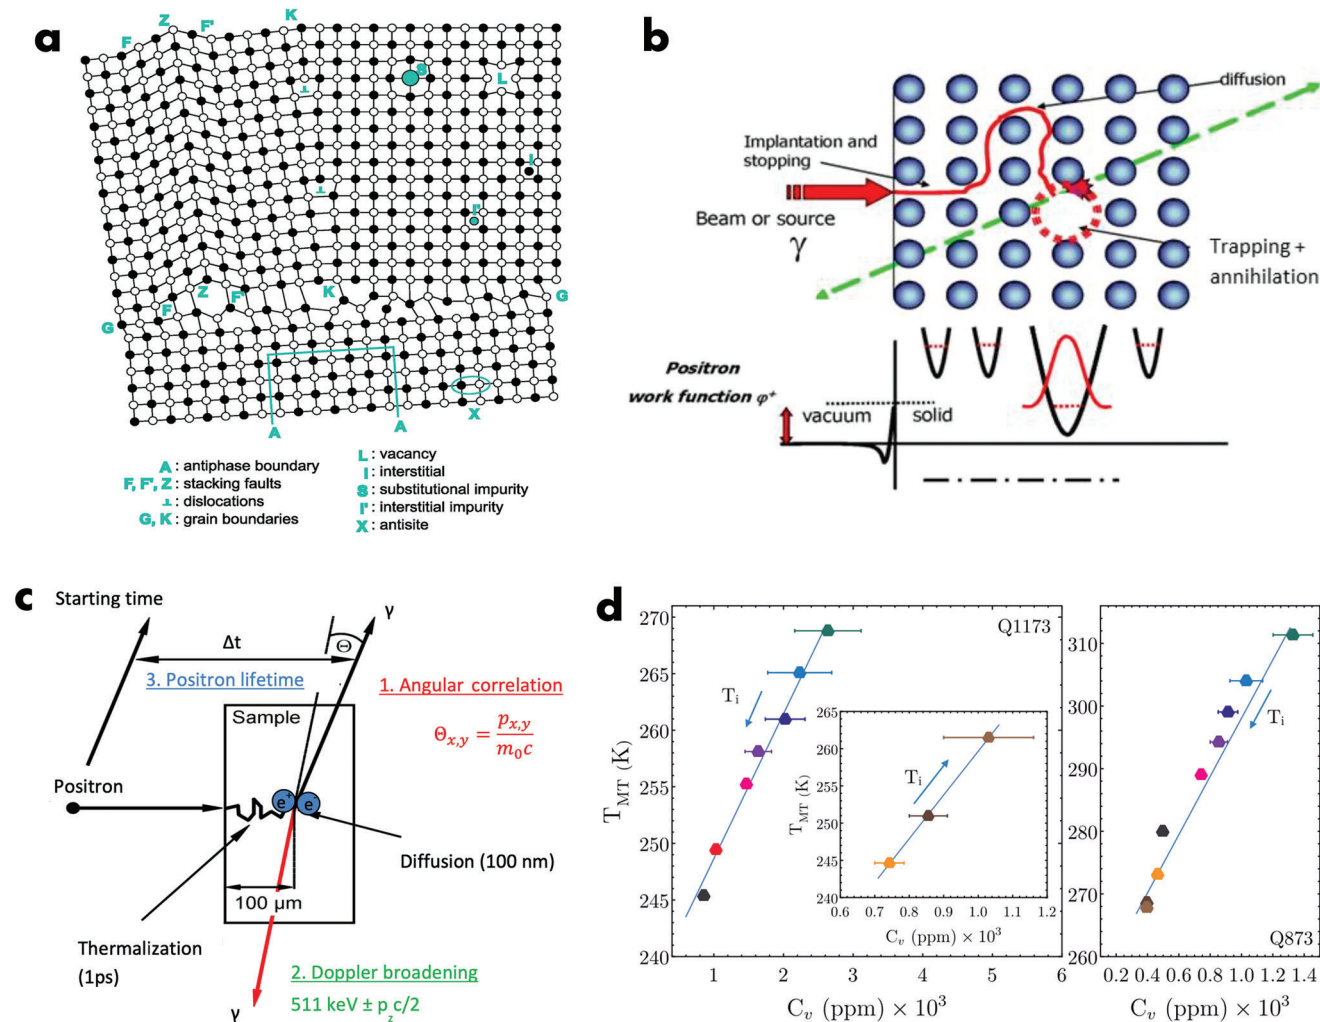 a
Z
F
F'
K
S
L
⊥
I
⊥
I'
Z
F
F'
K
G
G
X
A
A
A : antiphase boundary
F, F', Z : stacking faults
⊥ : dislocations
G, K : grain boundaries
L : vacancy
I : interstitial
S : substitutional impurity
I' : interstitial impurity
X : antisite
b
diffusion
Implantation and
stopping
Beam or source
γ
Trapping +
annihilation
Positron
work function φ⁺
vacuum
solid
c
Starting time
γ
Δt
Θ
3. Positron lifetime
1. Angular correlation
Sample
Θx,y = px,y / m0c
Positron
e+
e-
Diffusion (100 nm)
100 μm
Thermalization
(1ps)
2. Doppler broadening
511 keV ± pzc/2
γ
d
270
265
260
255
250
245
240
TMT (K)
Q1173
Ti
265
260
255
250
245
240
TMT (K)
Ti
0.6 0.7 0.8 0.9 1.0 1.1 1.2
Cv (ppm) × 10³
1 2 3 4 5 6
Cv (ppm) × 10³
310
300
290
280
270
260
Ti
Q873
0.2 0.4 0.6 0.8 1.0 1.2 1.4
Cv (ppm) × 10³